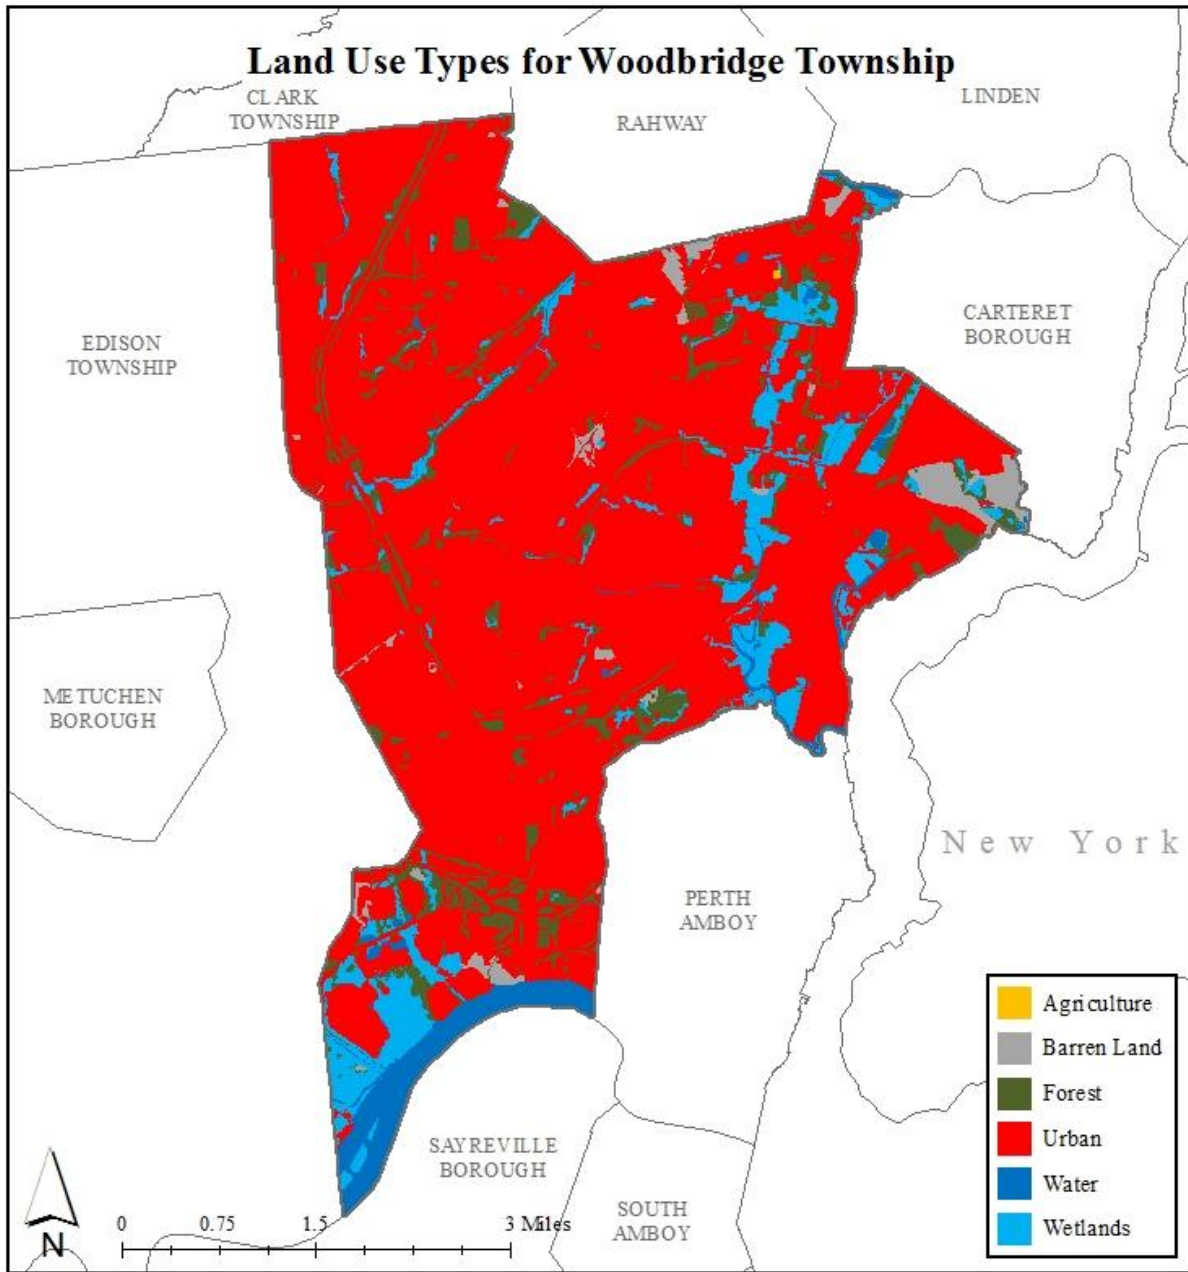 Land Use Types for Woodbridge Township
CLARK
TOWNSHIP
RAHWAY
LINDEN
EDISON
TOWNSHIP
CARTERET
BOROUGH
METUCHEN
BOROUGH
New York
PERTH
AMBOY
SAYREVILLE
BOROUGH
SOUTH
AMBOY
Agriculture
Barren Land
Forest
Urban
Water
Wetlands
N
0 0.75 1.5 3 Miles